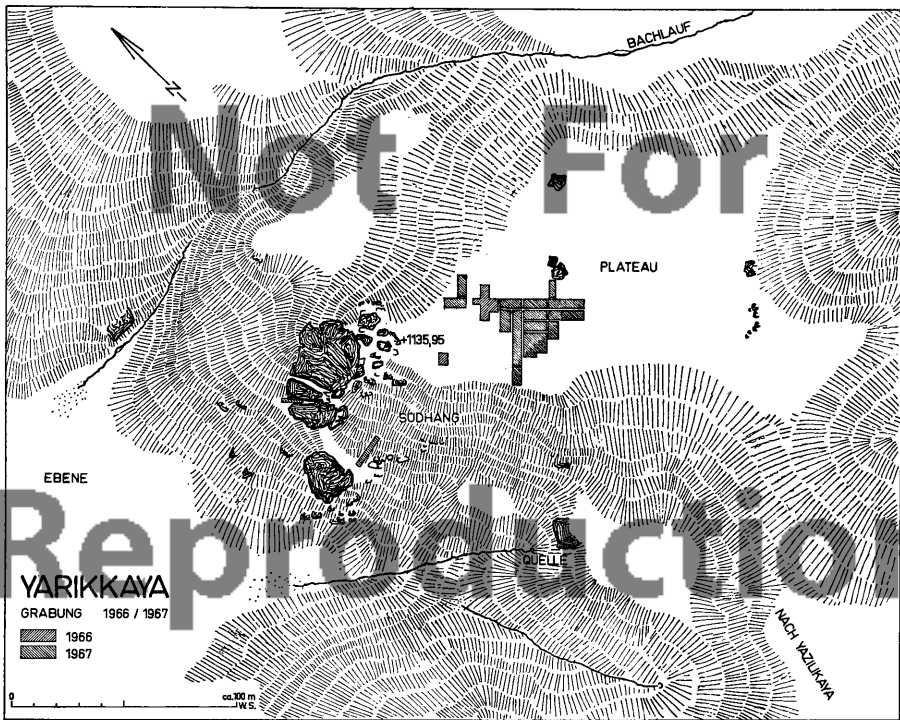 BACHLAUF
N
Not For
PLATEAU
+1135,95
SÜDHANG
EBENE
Reproduction
QUELLE
YARIKKAYA
GRABUNG 1966 / 1967
1966
1967
NACH YAZILIKAYA
0 ca.100 m
W.S.